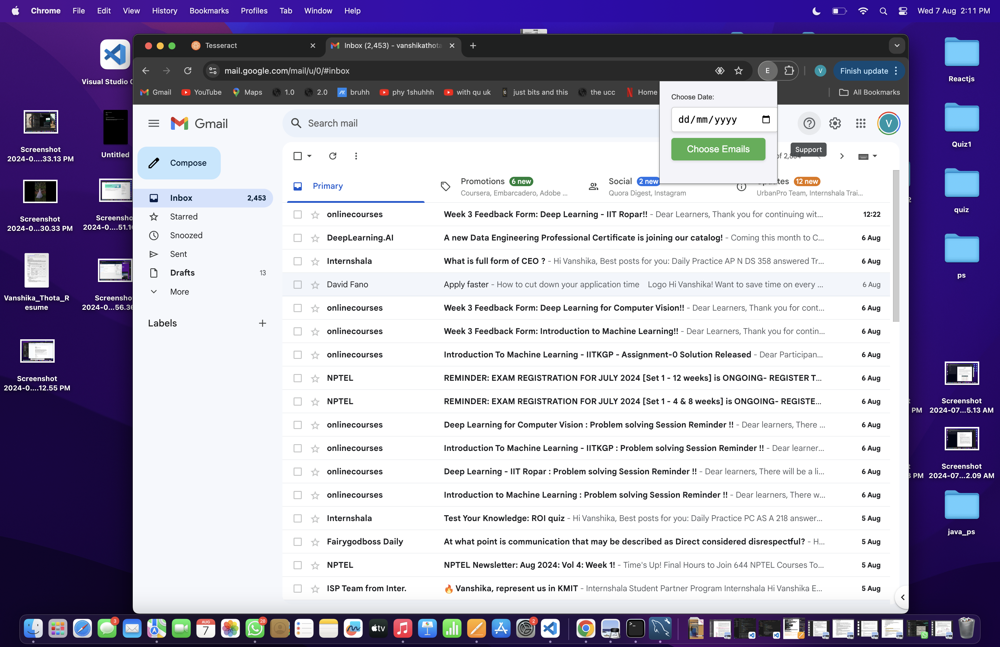 Chrome File Edit View History Bookmarks Profiles Tab Window Help Wed 7 Aug 2:11 PM
Tesseract Inbox (2,453) - vanshikathota
mail.google.com/mail/u/0/#inbox E V Finish update
Gmail YouTube Maps 1.0 2.0 bruhh phy 1shuhhh with qu uk just bits and this the ucc Home All Bookmarks
Choose Date:
dd/mm/yyyy
Choose Emails
Gmail Search mail V
Support
of 2,854
Compose
Inbox 2,453
Starred
Snoozed
Sent
Drafts 13
More
Labels
Primary
Promotions 6 new
Coursera, Embarcadero, Adobe ...
Social 2 new
Quora Digest, Instagram
12 new
UrbanPro Team, Internshala Trai...
onlinecourses Week 3 Feedback Form: Deep Learning - IIT Ropar!! - Dear Learners, Thank you for continuing wit... 12:22
DeepLearning.AI A new Data Engineering Professional Certificate is joining our catalog! - Coming this month to C... 6 Aug
Internshala What is full form of CEO ? - Hi Vanshika, Best posts for you: Daily Practice AP N DS 358 answered Tr... 6 Aug
David Fano Apply faster - How to cut down your application time Logo Hi Vanshika! Want to save time on every ... 6 Aug
onlinecourses Week 3 Feedback Form: Deep Learning for Computer Vision!! - Dear Learners, Thank you for cont... 6 Aug
onlinecourses Week 3 Feedback Form: Introduction to Machine Learning!! - Dear Learners, Thank you for contin... 6 Aug
onlinecourses Introduction To Machine Learning - IITKGP - Assignment-0 Solution Released - Dear Participan... 6 Aug
NPTEL REMINDER: EXAM REGISTRATION FOR JULY 2024 [Set 1 - 12 weeks] is ONGOING- REGISTER T... 6 Aug
NPTEL REMINDER: EXAM REGISTRATION FOR JULY 2024 [Set 1 - 4 & 8 weeks] is ONGOING- REGISTE... 6 Aug
onlinecourses Deep Learning for Computer Vision : Problem solving Session Reminder !! - Dear learners, There ... 6 Aug
onlinecourses Introduction To Machine Learning - IITKGP : Problem solving Session Reminder !! - Dear learner... 6 Aug
onlinecourses Deep Learning - IIT Ropar : Problem solving Session Reminder !! - Dear learners, There will be a li... 6 Aug
onlinecourses Introduction to Machine Learning : Problem solving Session Reminder !! - Dear learners, There w... 6 Aug
Internshala Test Your Knowledge: ROI quiz - Hi Vanshika, Best posts for you: Daily Practice PC AS A 218 answer... 5 Aug
Fairygodboss Daily At what point is communication that may be described as Direct considered disrespectful? - H... 5 Aug
NPTEL NPTEL Newsletter: Aug 2024: Vol 4: Week 1! - Time's Up! Final Hours to Join 644 NPTEL Courses To... 5 Aug
ISP Team from Inter. 🔥 Vanshika, represent us in KMIT - Internshala Student Partner Program Internshala Hi Vanshika E... 5 Aug
Visual Studio
Screenshot
2024-0....33.13 PM
Untitled
Screenshot
2024-0...30.33 PM
Screensho
2024-0....51.1
Vanshika_Thota_R
esume
Screensho
2024-0...56.3
Screenshot
2024-0....12.55 PM
Reactjs
Quiz1
quiz
ps
Screenshot
PM 2024-07...5.13 AM
Screenshot
PM 2024-07...2.09 AM
java_ps
3 AUG 7 28 tv 2